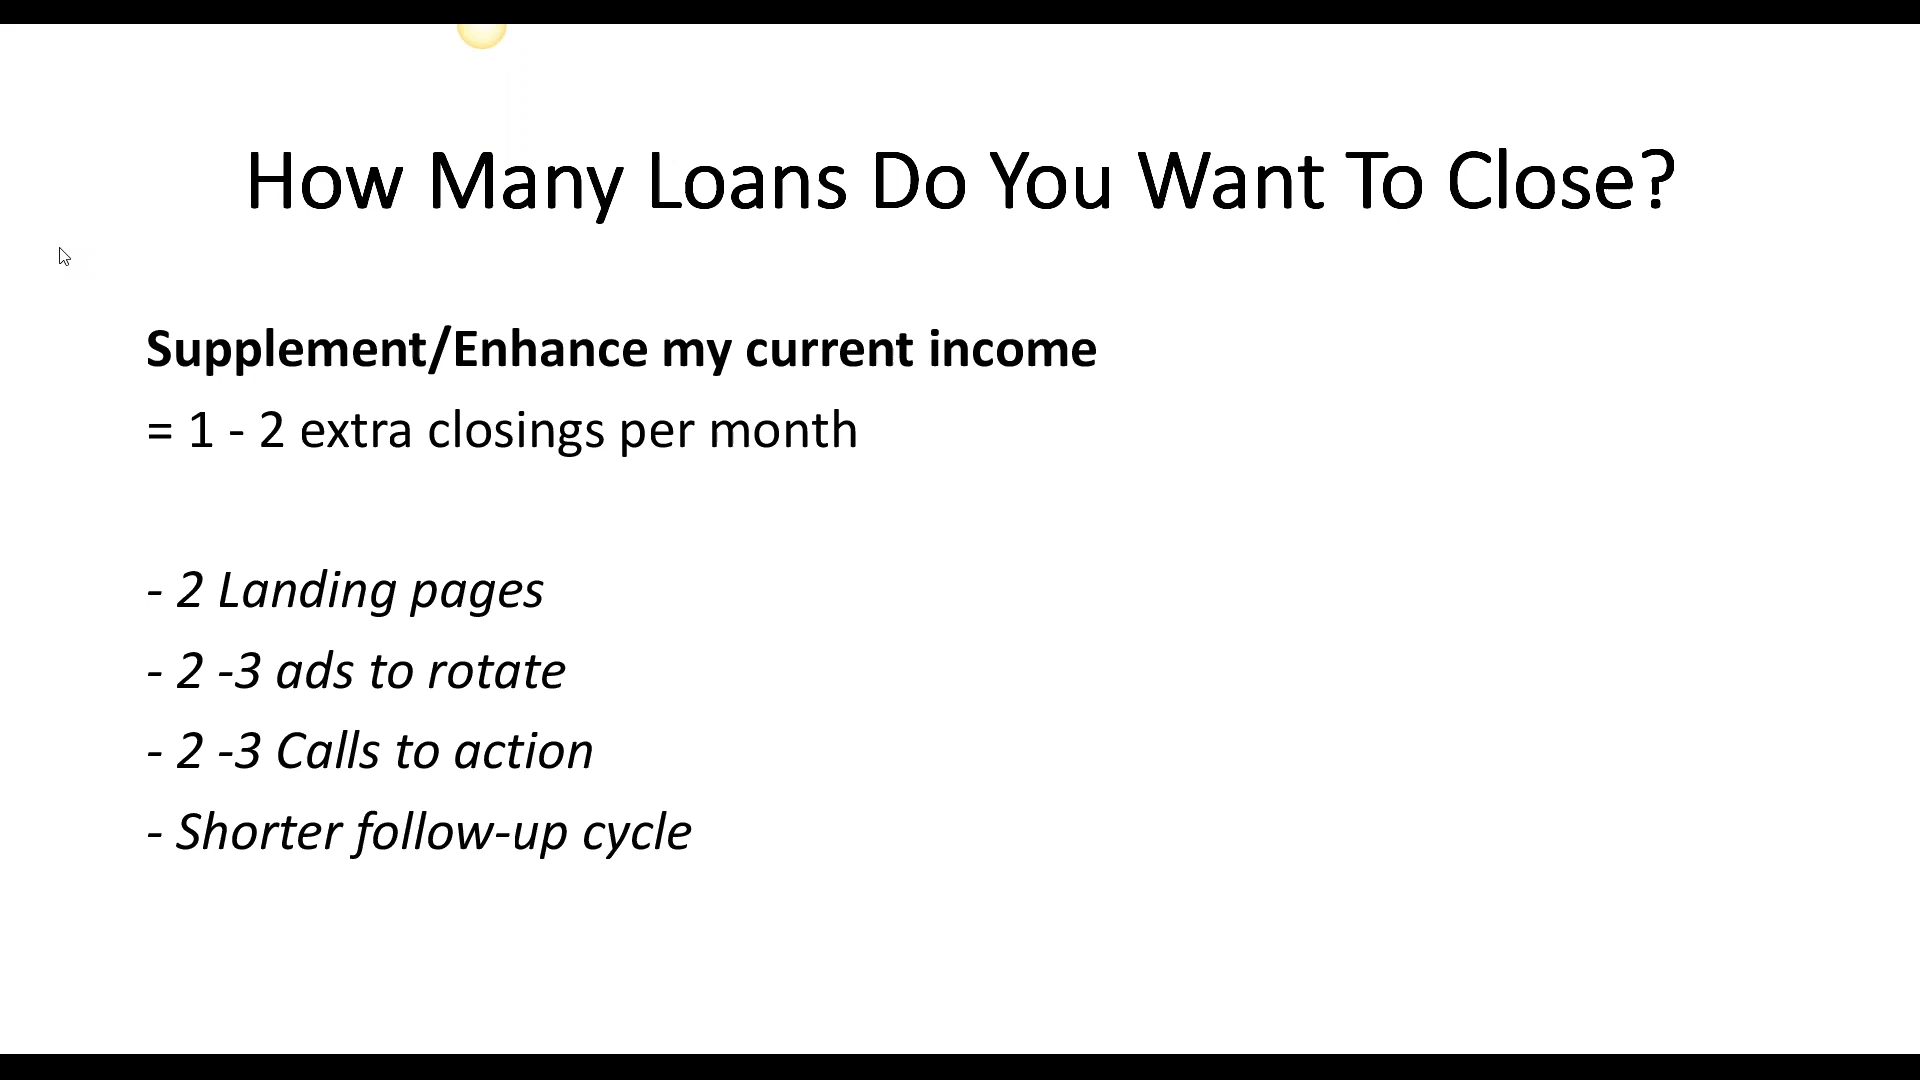 How Many Loans Do You Want To Close?
Supplement/Enhance my current income
= 1 - 2 extra closings per month
- 2 Landing pages
- 2 -3 ads to rotate
- 2 -3 Calls to action
- Shorter follow-up cycle